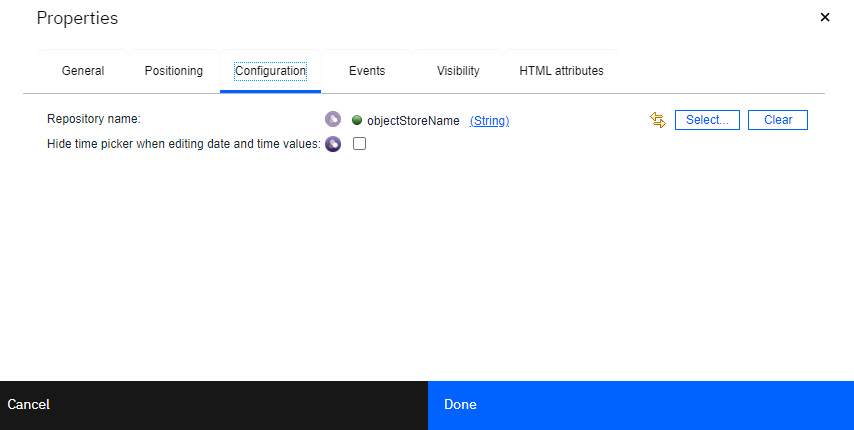 Properties
General Positioning Configuration Events Visibility HTML attributes
Repository name: objectStoreName (String) Select... Clear
Hide time picker when editing date and time values:
Cancel Done